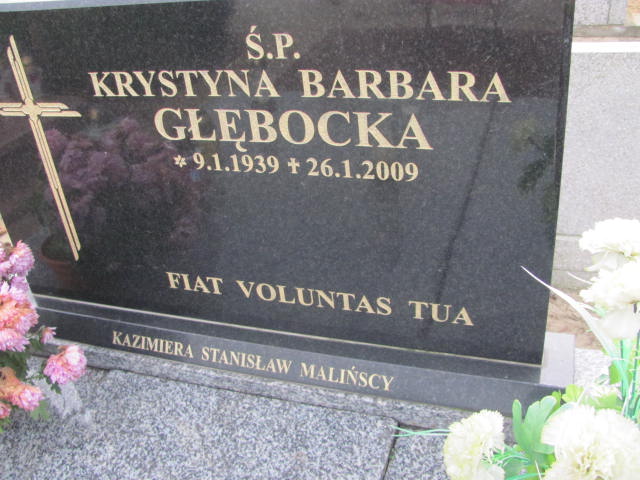 Ś.P.
KRYSTYNA BARBARA
GŁĘBOCKA
* 9.1.1939 ✝ 26.1.2009
FIAT VOLUNTAS TUA
KAZIMIERA STANISŁAW MALIŃSCY